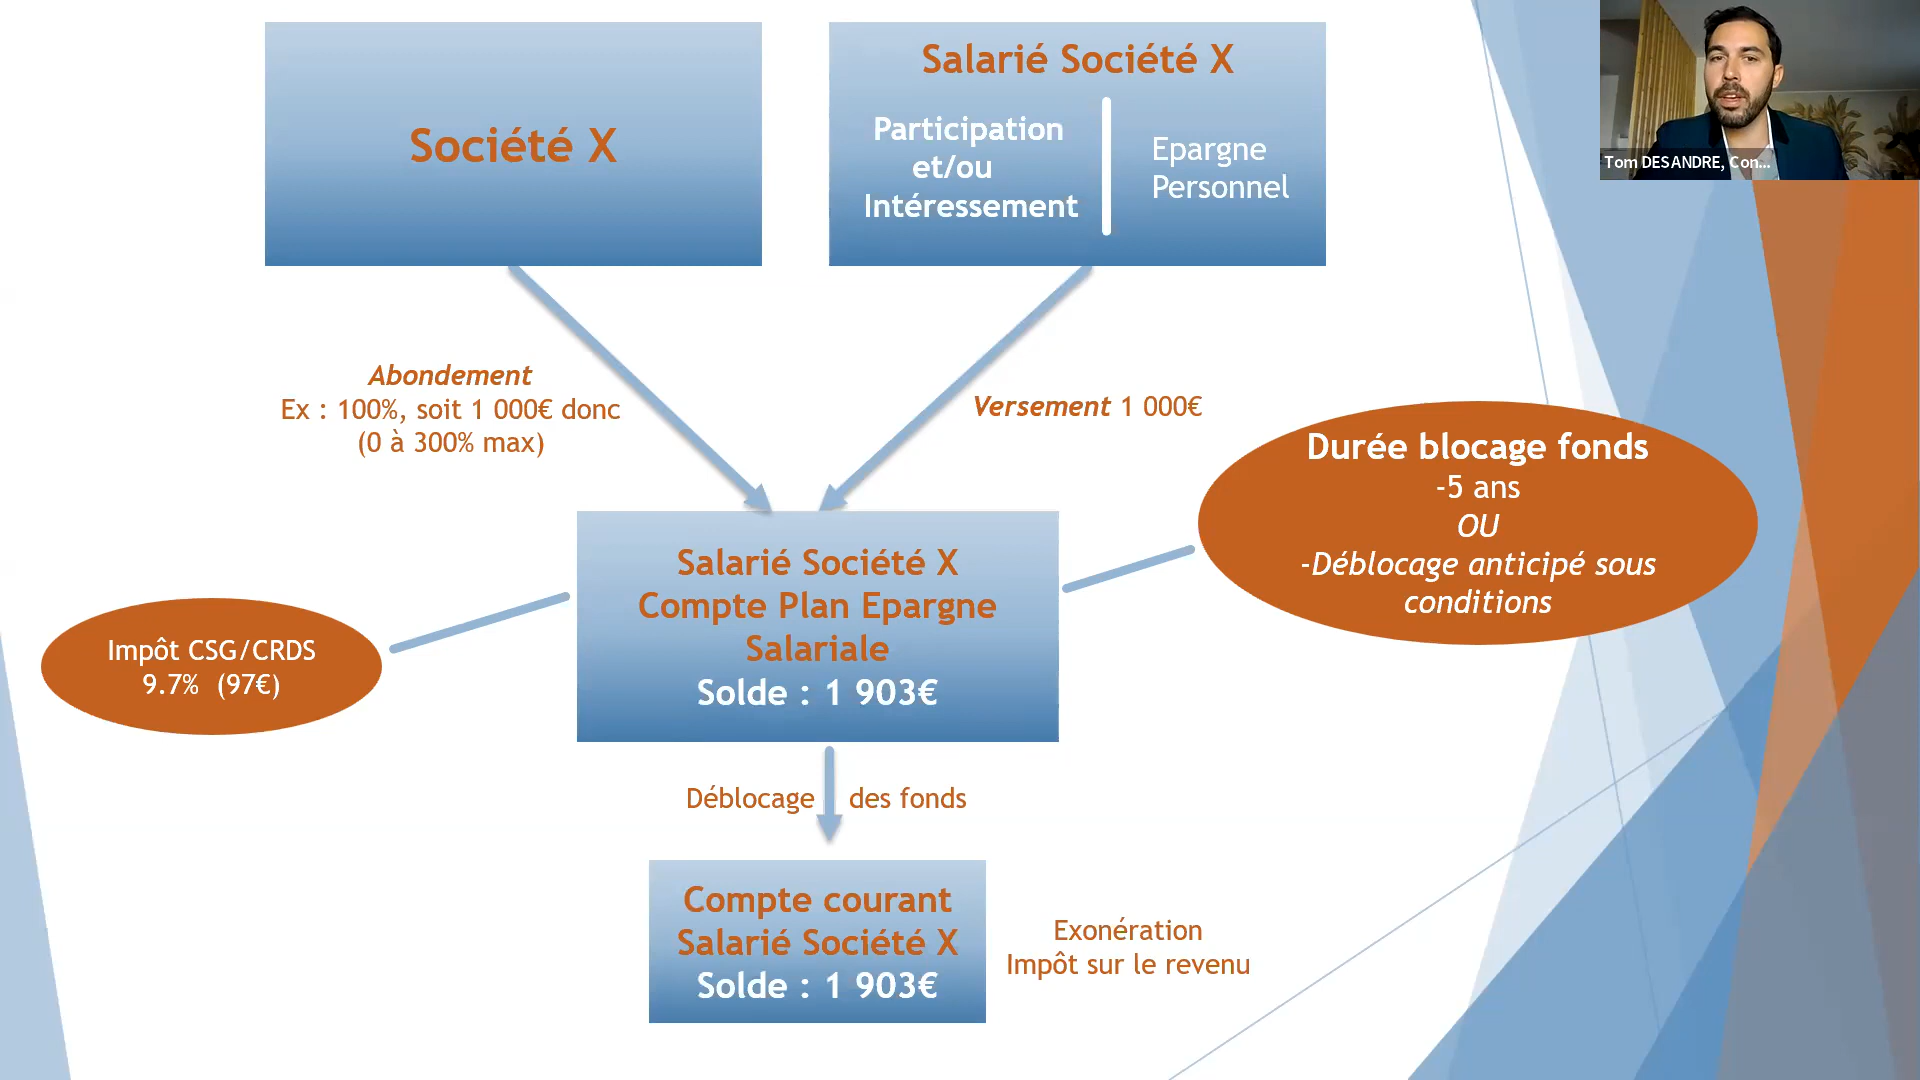 Société X
Salarié Société X
Participation
et/ou
Intéressement
Epargne
Personnel
Tom DESANDRE, Con...
Abondement
Ex : 100%, soit 1 000€ donc
(0 à 300% max)
Versement 1 000€
Durée blocage fonds
-5 ans
OU
-Déblocage anticipé sous
conditions
Salarié Société X
Compte Plan Epargne
Salariale
Solde : 1 903€
Impôt CSG/CRDS
9.7% (97€)
Déblocage des fonds
Compte courant
Salarié Société X
Solde : 1 903€
Exonération
Impôt sur le revenu